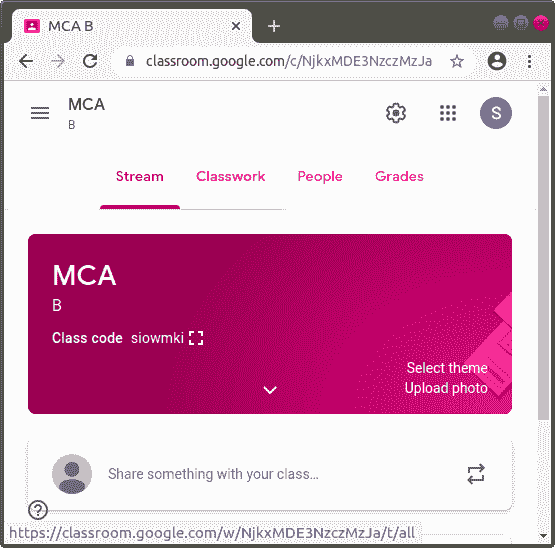 MCA B
classroom.google.com/c/NjkxMDE3NzczMzJa
MCA
B
S
Stream Classwork People Grades
MCA
B
Class code siowmki
Select theme
Upload photo
Share something with your class...
https://classroom.google.com/w/NjkxMDE3NzczMzJa/t/all